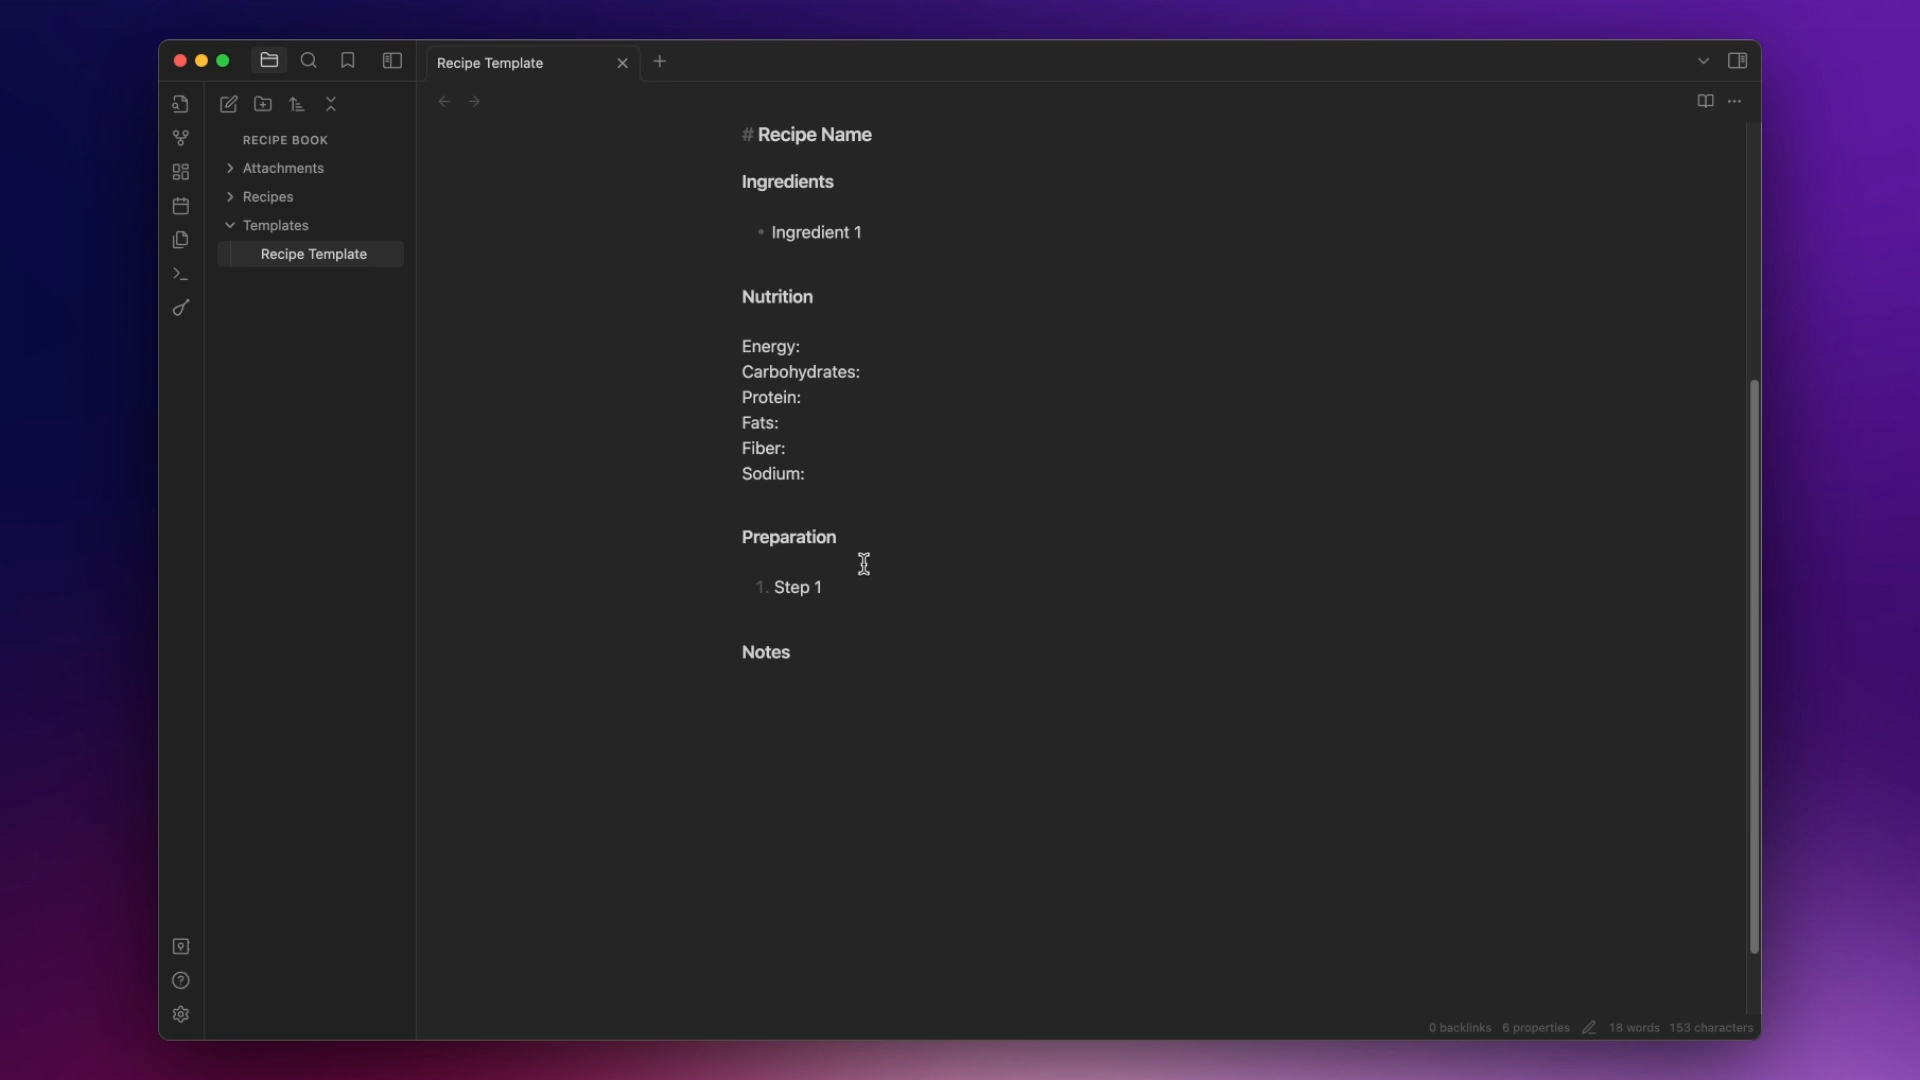 Recipe Template
RECIPE BOOK
Attachments
Recipes
Templates
Recipe Template
# Recipe Name
Ingredients
• Ingredient 1
Nutrition
Energy:
Carbohydrates:
Protein:
Fats:
Fiber:
Sodium:
Preparation
1. Step 1
Notes
0 backlinks 6 properties 18 words 153 characters